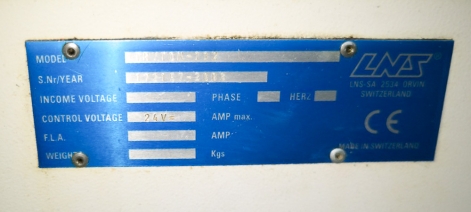 MODEL
LNS
S.Nr/YEAR
LNS-SA 2534 ORVIN
SWITZERLAND
INCOME VOLTAGE PHASE HERZ
CONTROL VOLTAGE 24V= AMP max.
F.L.A. AMP
CE
WEIGHT Kgs
MADE IN SWITZERLAND